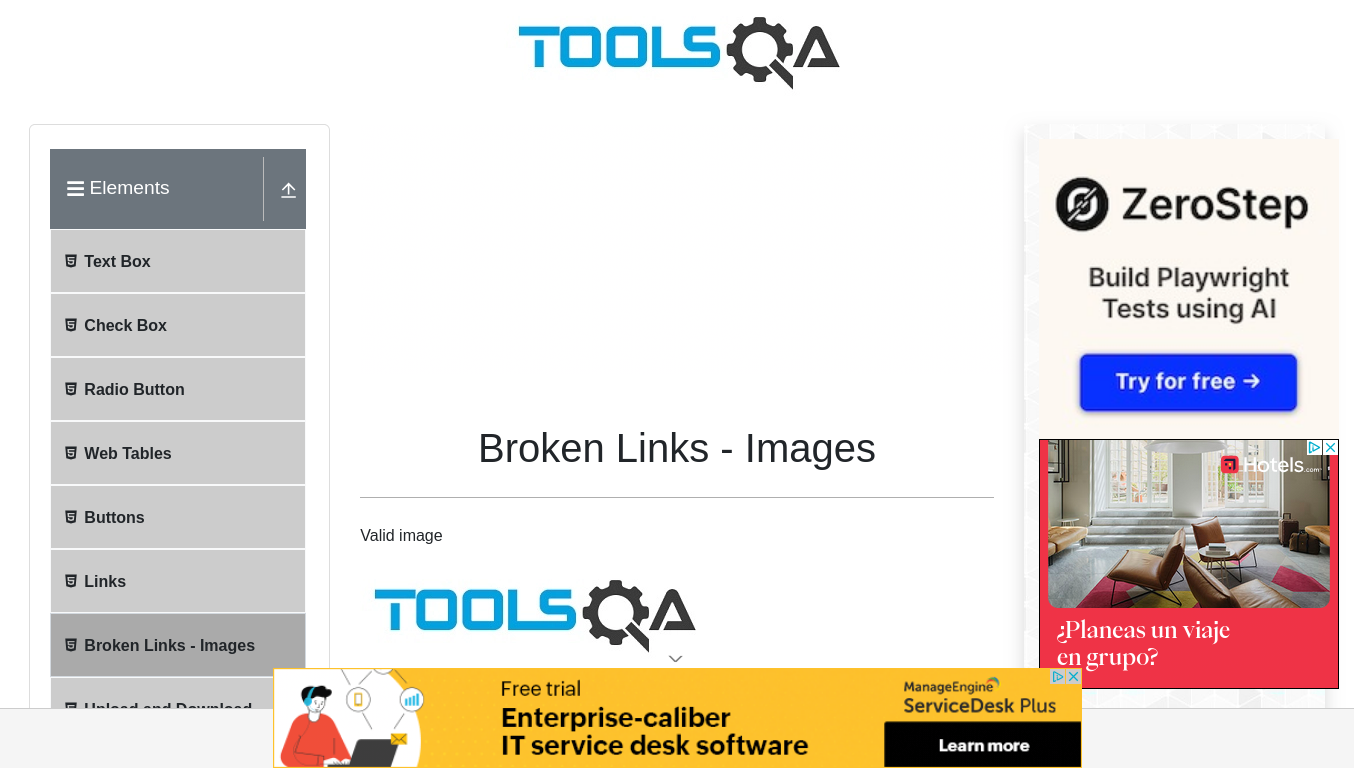 TOOLSQA
Elements
Text Box
Check Box
Radio Button
Web Tables
Buttons
Links
Broken Links - Images
Upload and Download
Broken Links - Images
Valid image
TOOLSQA
ZeroStep
Build Playwright
Tests using AI
Try for free →
Hotels.com
¿Planeas un viaje
en grupo?
Free trial
Enterprise-caliber
IT service desk software
ManageEngine
ServiceDesk Plus
Learn more